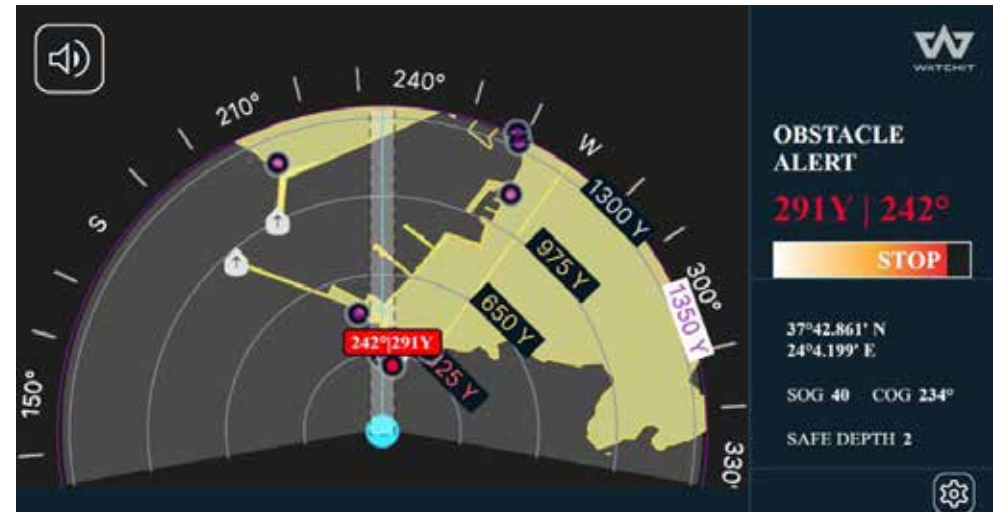 210°
240°
W
S
300°
150°
330°
1300 Y
975 Y
650 Y
1350 Y
242°|291Y
WATCHIT
OBSTACLE
ALERT
291Y | 242°
STOP
37°42.861' N
24°4.199' E
SOG 40 COG 234°
SAFE DEPTH 2